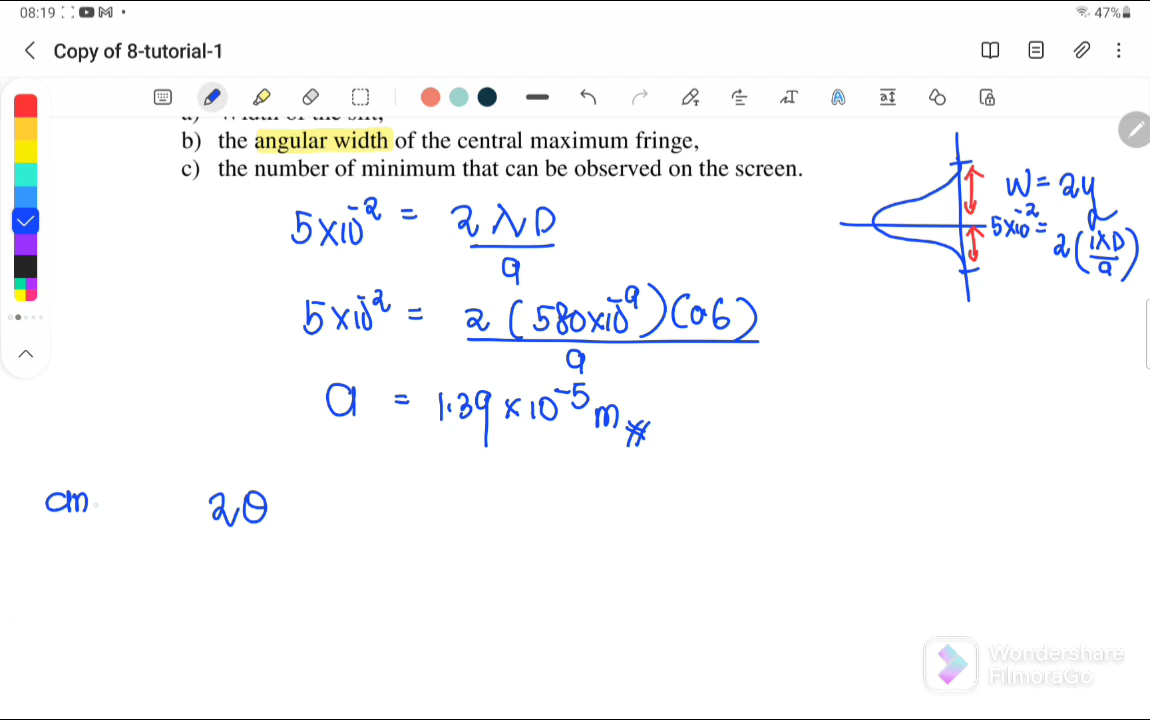 08:19
47%
Copy of 8-tutorial-1
b) the angular width of the central maximum fringe,
c) the number of minimum that can be observed on the screen.
W = 2y
5×10⁻² = 2(1λD/a)
5×10⁻² = 2λD/a
5×10⁻² = 2(580×10⁻⁹)(0.6)/a
a = 1.39 × 10⁻⁵ m #
cm 2θ
Wondershare
FilmoraGo